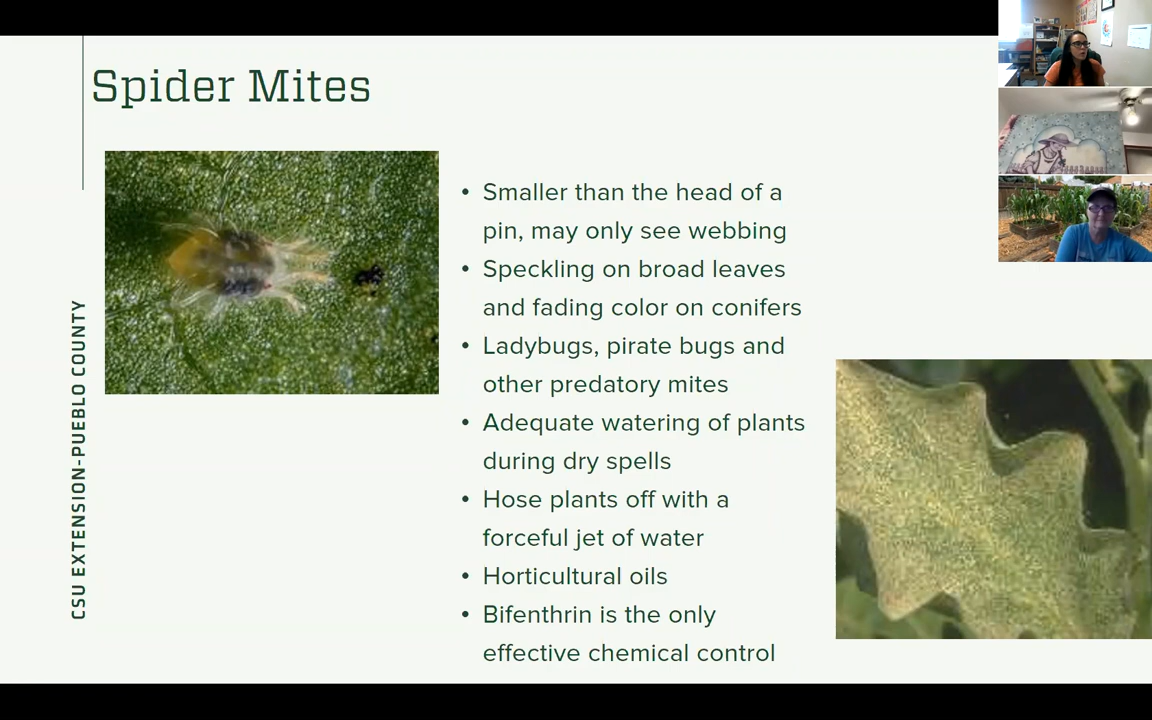 Spider Mites
• Smaller than the head of a
pin, may only see webbing
• Speckling on broad leaves
and fading color on conifers
• Ladybugs, pirate bugs and
other predatory mites
• Adequate watering of plants
during dry spells
• Hose plants off with a
forceful jet of water
• Horticultural oils
• Bifenthrin is the only
effective chemical control
CSU EXTENSION-PUEBLO COUNTY